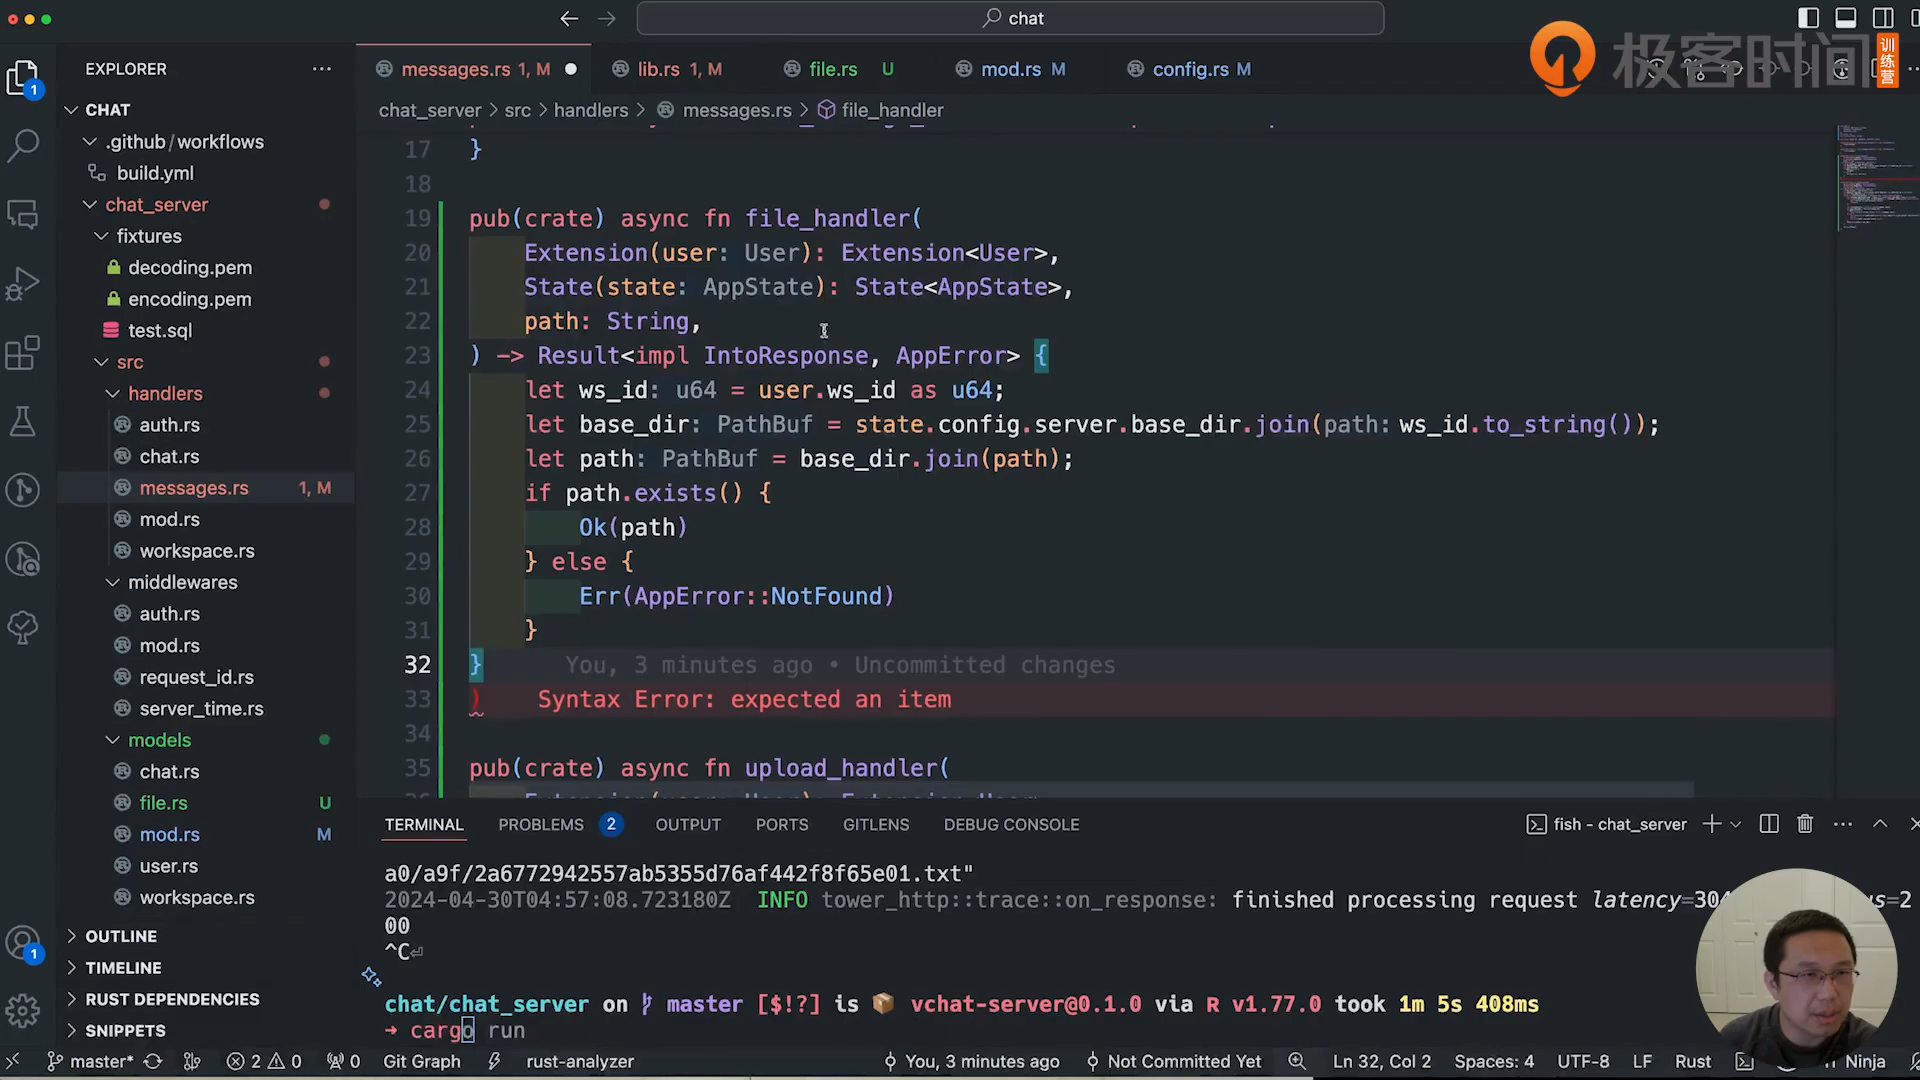 chat
极客时间
训练营
EXPLORER
messages.rs 1, M
lib.rs 1, M
file.rs U
mod.rs M
config.rs M
chat_server > src > handlers > messages.rs > file_handler
CHAT
.github/workflows
build.yml
chat_server
fixtures
decoding.pem
encoding.pem
test.sql
src
handlers
auth.rs
chat.rs
messages.rs 1, M
mod.rs
workspace.rs
middlewares
auth.rs
mod.rs
request_id.rs
server_time.rs
models
chat.rs
file.rs U
mod.rs M
user.rs
workspace.rs
OUTLINE
TIMELINE
RUST DEPENDENCIES
SNIPPETS
17 }
18
19 pub(crate) async fn file_handler(
20 Extension(user: User): Extension<User>,
21 State(state: AppState): State<AppState>,
22 path: String,
23 ) -> Result<impl IntoResponse, AppError> {
24 let ws_id: u64 = user.ws_id as u64;
25 let base_dir: PathBuf = state.config.server.base_dir.join(path: ws_id.to_string());
26 let path: PathBuf = base_dir.join(path);
27 if path.exists() {
28 Ok(path)
29 } else {
30 Err(AppError::NotFound)
31 }
32 } You, 3 minutes ago • Uncommitted changes
33 ) Syntax Error: expected an item
34
35 pub(crate) async fn upload_handler(
TERMINAL PROBLEMS 2 OUTPUT PORTS GITLENS DEBUG CONSOLE
fish - chat_server
a0/a9f/2a6772942557ab5355d76af442f8f65e01.txt"
2024-04-30T04:57:08.723180Z INFO tower_http::trace::on_response: finished processing request
00
^C⏎
chat/chat_server on master [$!?] is 📦 vchat-server@0.1.0 via R v1.77.0 took 1m 5s 408ms
➜ cargo run
master* 2 0 0 Git Graph rust-analyzer You, 3 minutes ago Not Committed Yet Ln 32, Col 2 Spaces: 4 UTF-8 LF Rust Ninja